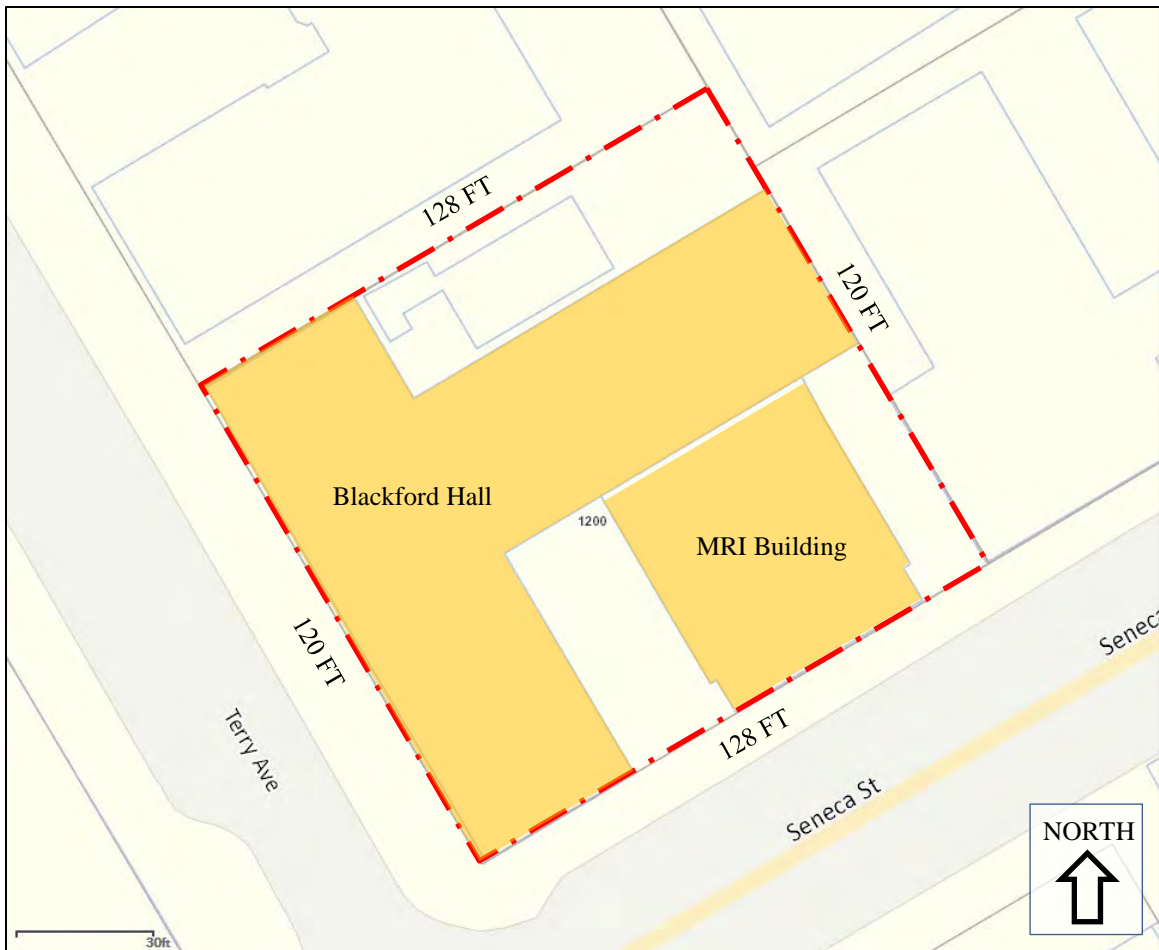 128 FT
120 FT
Blackford Hall
1200
MRI Building
120 FT
128 FT
Terry Ave
Seneca St
Seneca
NORTH
30ft